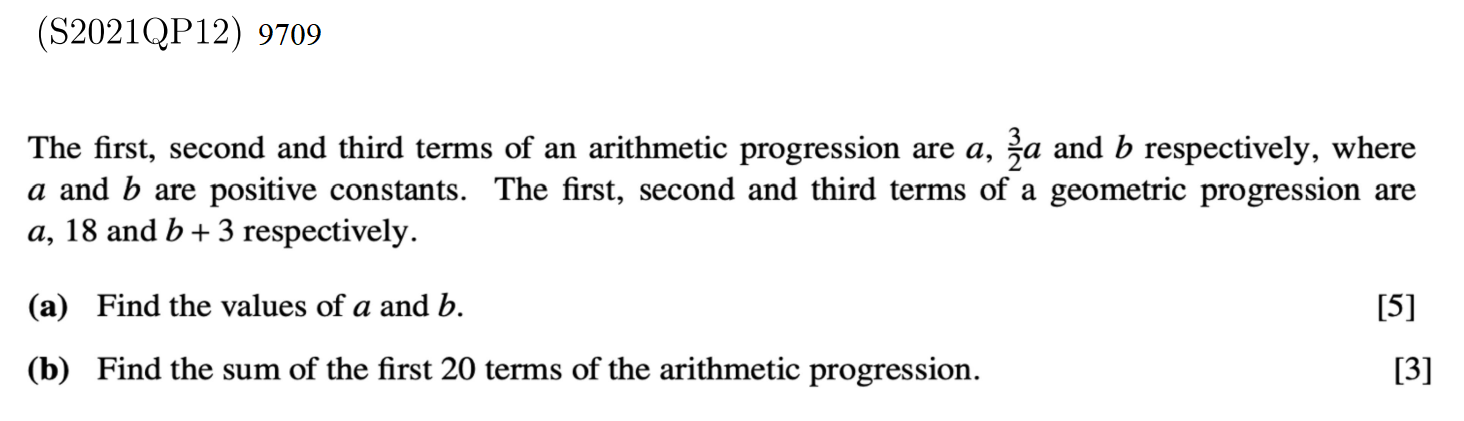 (S2021QP12) 9709
The first, second and third terms of an arithmetic progression are a, 3/2a and b respectively, where
a and b are positive constants. The first, second and third terms of a geometric progression are
a, 18 and b + 3 respectively.
(a) Find the values of a and b. [5]
(b) Find the sum of the first 20 terms of the arithmetic progression. [3]